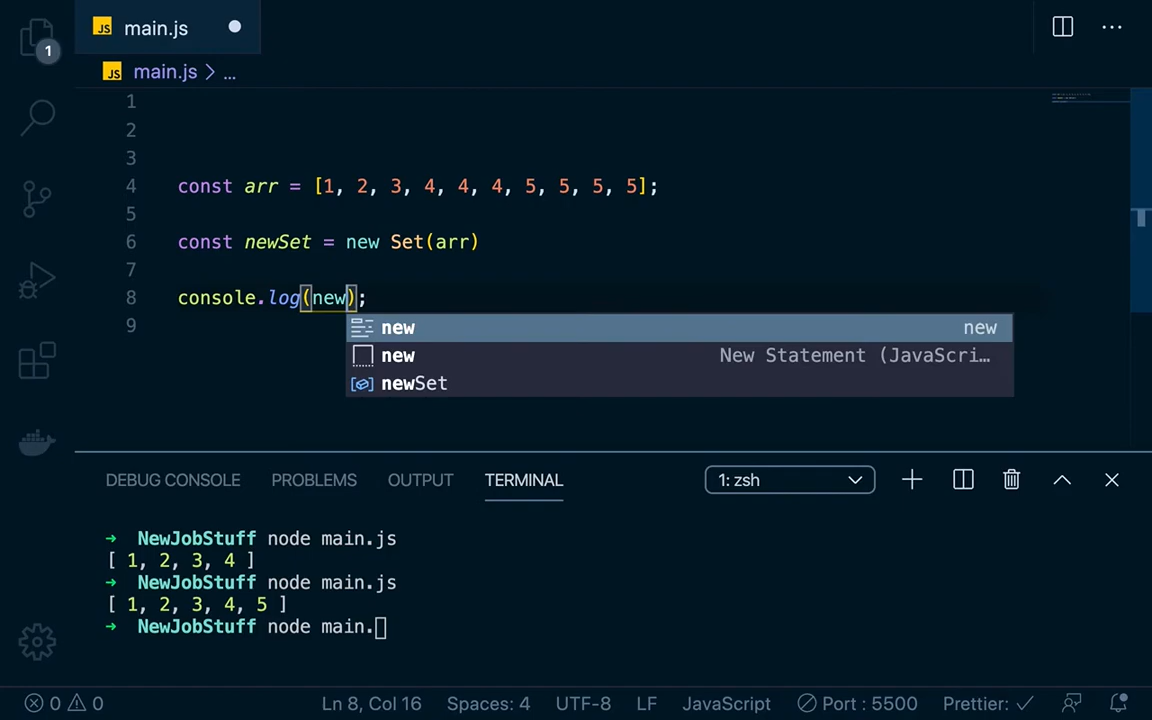 1
JS main.js
JS main.js > ...
1
2
3
4 const arr = [1, 2, 3, 4, 4, 4, 5, 5, 5, 5];
5
6 const newSet = new Set(arr)
7
8 console.log(new);
9
new new
new New Statement (JavaScri...
newSet
DEBUG CONSOLE PROBLEMS OUTPUT TERMINAL 1: zsh
→ NewJobStuff node main.js
[ 1, 2, 3, 4 ]
→ NewJobStuff node main.js
[ 1, 2, 3, 4, 5 ]
→ NewJobStuff node main.
0 0 Ln 8, Col 16 Spaces: 4 UTF-8 LF JavaScript Port : 5500 Prettier: ✓